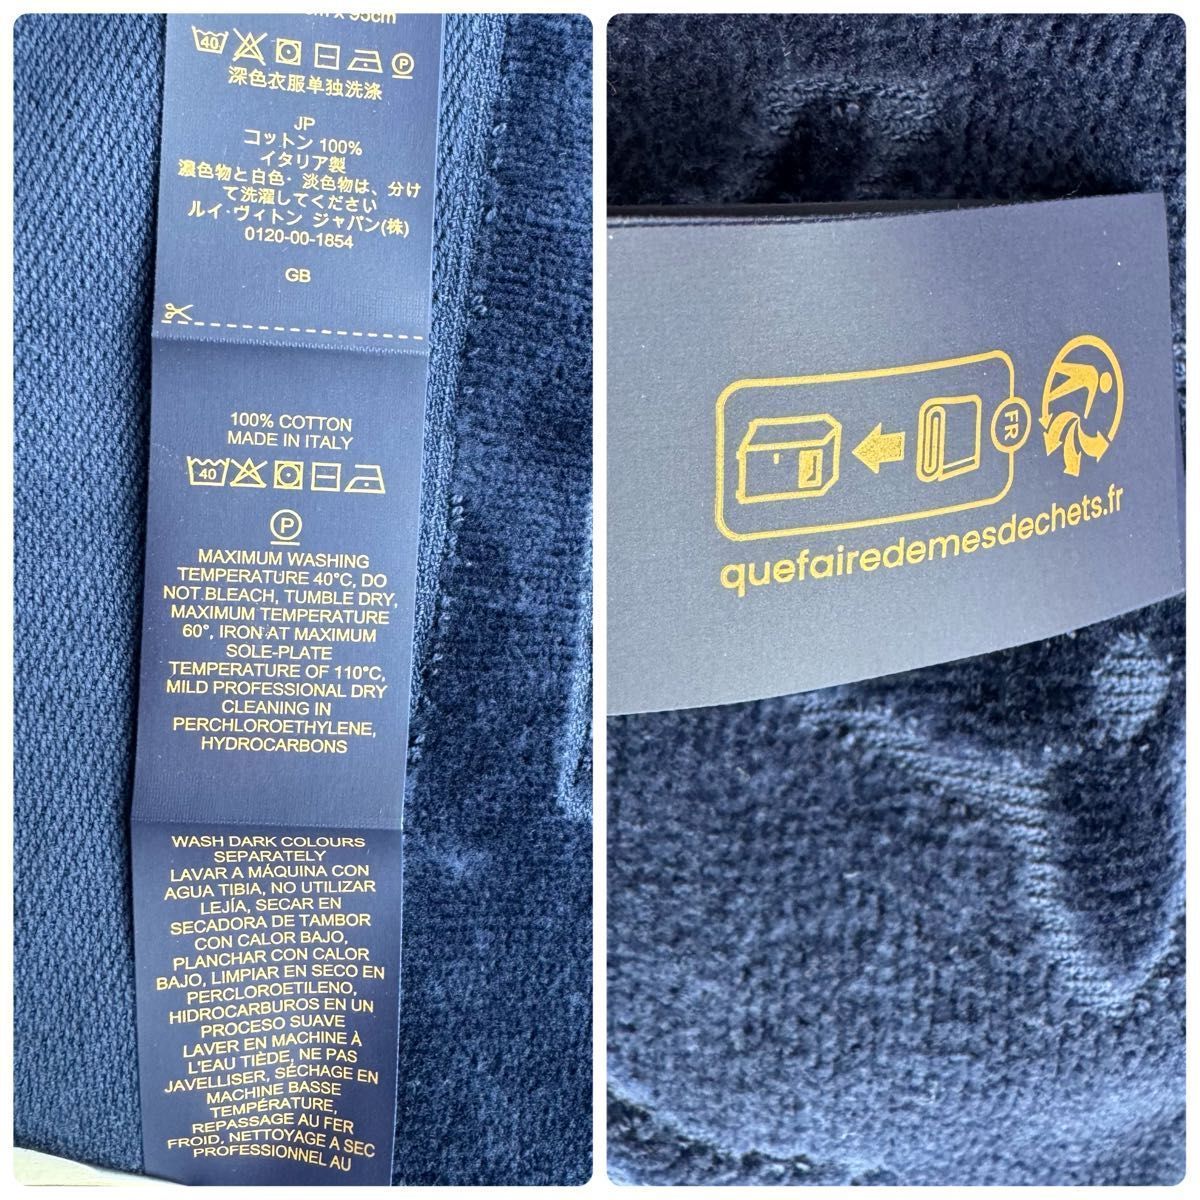 x 95cm
40 P
深色衣服单独洗涤
JP
コットン 100%
イタリア製
濃色物と白色・淡色物は、分け
て洗濯してください
ルイ・ヴィトン ジャパン(株)
0120-00-1854
GB
100% COTTON
MADE IN ITALY
40
P
MAXIMUM WASHING
TEMPERATURE 40°C, DO
NOT BLEACH, TUMBLE DRY,
MAXIMUM TEMPERATURE
60°, IRON AT MAXIMUM
SOLE-PLATE
TEMPERATURE OF 110°C,
MILD PROFESSIONAL DRY
CLEANING IN
PERCHLOROETHYLENE,
HYDROCARBONS
WASH DARK COLOURS
SEPARATELY
LAVAR A MÁQUINA CON
AGUA TIBIA, NO UTILIZAR
LEJÍA, SECAR EN
SECADORA DE TAMBOR
CON CALOR BAJO,
PLANCHAR CON CALOR
BAJO, LIMPIAR EN SECO EN
PERCLOROETILENO,
HIDROCARBUROS EN UN
PROCESO SUAVE
LAVER EN MACHINE À
L'EAU TIÈDE, NE PAS
JAVELLISER, SÉCHAGE EN
MACHINE BASSE
TEMPÉRATURE,
REPASSAGE AU FER
FROID, NETTOYAGE A SEC
PROFESSIONNEL AU
FR
quefairedemesdechets.fr